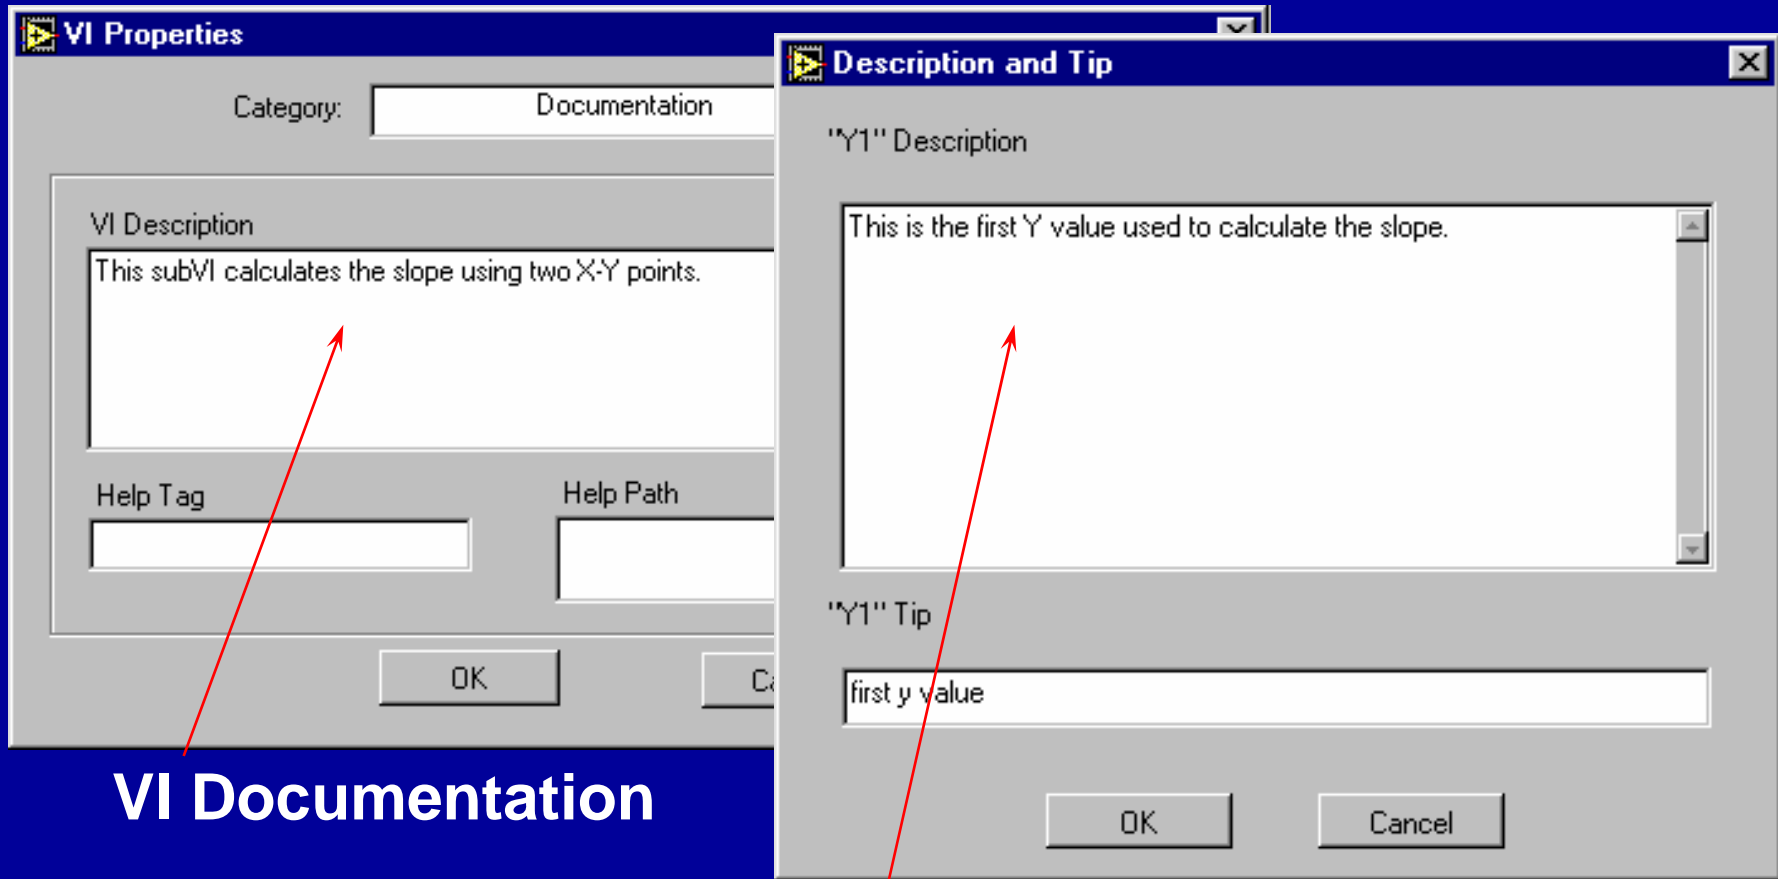 VI Properties
Category:
Documentation
VI Description
This subVI calculates the slope using two X-Y points.
Help Tag
Help Path
OK
VI Documentation
Description and Tip
"Y1" Description
This is the first Y value used to calculate the slope.
"Y1" Tip
first y value
OK
Cancel